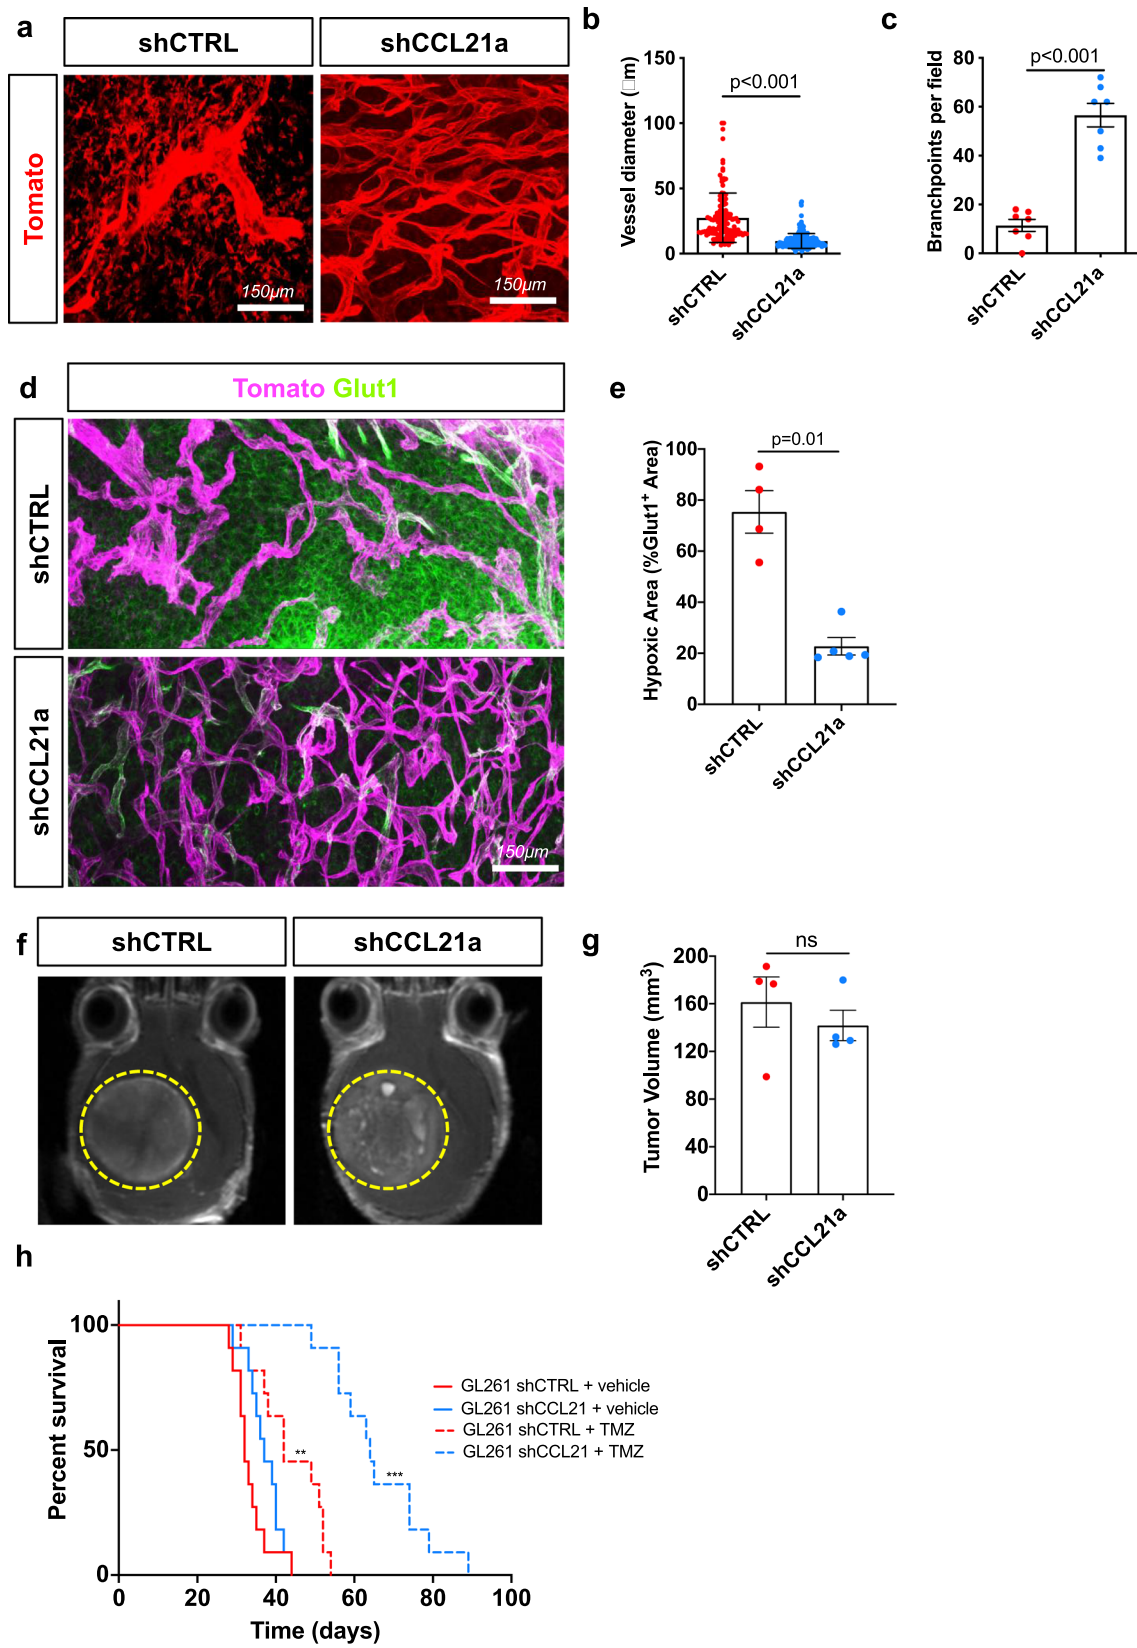 a
shCTRL
shCCL21a
Tomato
150µm
150µm
b
Vessel diameter (□m)
150
100
50
0
p<0.001
shCTRL
shCCL21a
c
Branchpoints per field
80
60
40
20
0
p<0.001
shCTRL
shCCL21a
d
Tomato Glut1
shCTRL
shCCL21a
150µm
e
Hypoxic Area (%Glut1+ Area)
100
80
60
40
20
0
p=0.01
shCTRL
shCCL21a
f
shCTRL
shCCL21a
g
Tumor Volume (mm3)
200
160
120
80
40
0
ns
shCTRL
shCCL21a
h
Percent survival
100
50
0
**
***
GL261 shCTRL + vehicle
GL261 shCCL21 + vehicle
GL261 shCTRL + TMZ
GL261 shCCL21 + TMZ
0 20 40 60 80 100
Time (days)